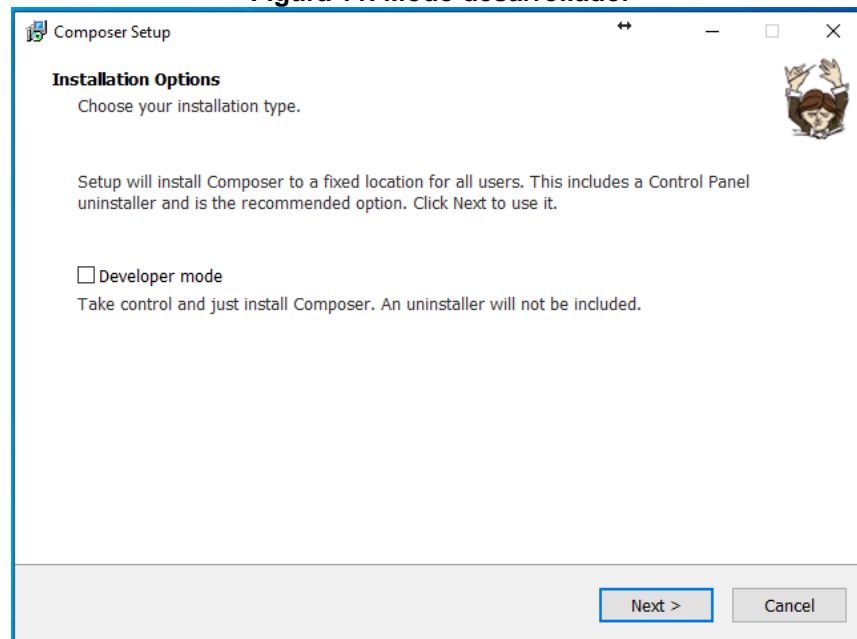 Composer Setup
Installation Options
Choose your installation type.
Setup will install Composer to a fixed location for all users. This includes a Control Panel
uninstaller and is the recommended option. Click Next to use it.
Developer mode
Take control and just install Composer. An uninstaller will not be included.
Next >
Cancel